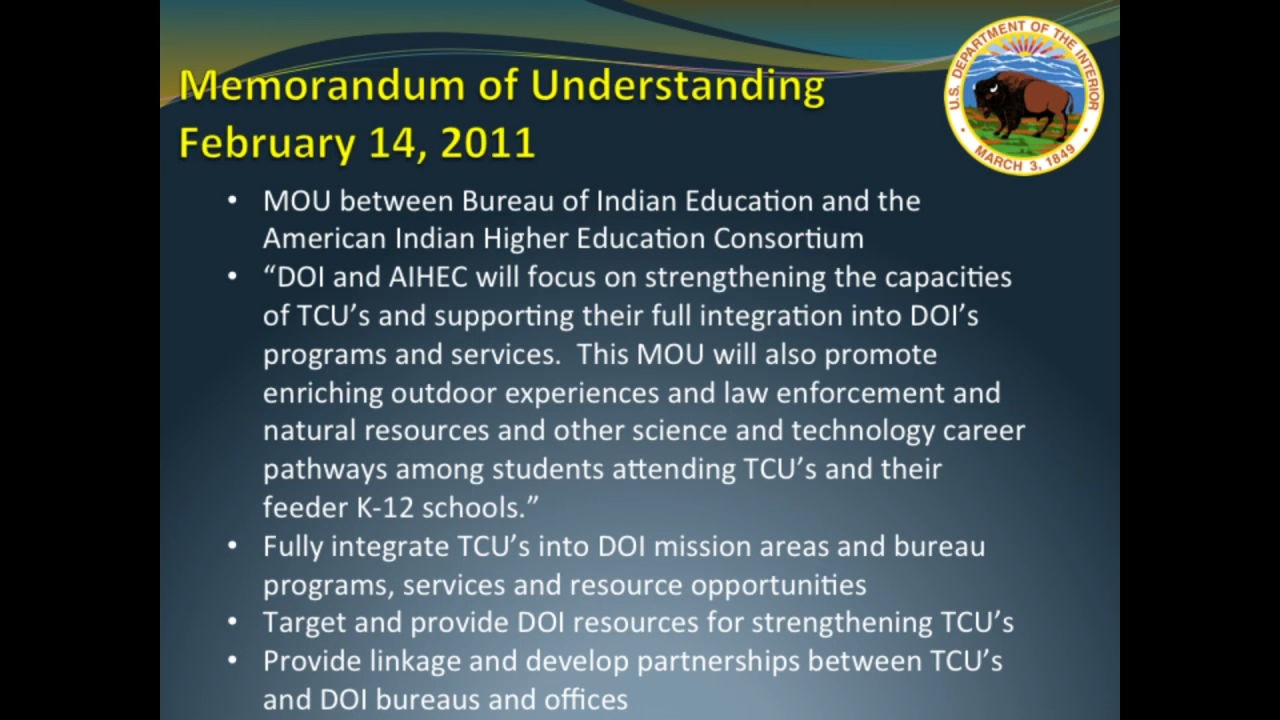 Memorandum of Understanding
February 14, 2011
U.S. DEPARTMENT OF THE INTERIOR
MARCH 3, 1849
• MOU between Bureau of Indian Education and the
American Indian Higher Education Consortium
• “DOI and AIHEC will focus on strengthening the capacities
of TCU’s and supporting their full integration into DOI’s
programs and services.  This MOU will also promote
enriching outdoor experiences and law enforcement and
natural resources and other science and technology career
pathways among students attending TCU’s and their
feeder K-12 schools.”
• Fully integrate TCU’s into DOI mission areas and bureau
programs, services and resource opportunities
• Target and provide DOI resources for strengthening TCU’s
• Provide linkage and develop partnerships between TCU’s
and DOI bureaus and offices